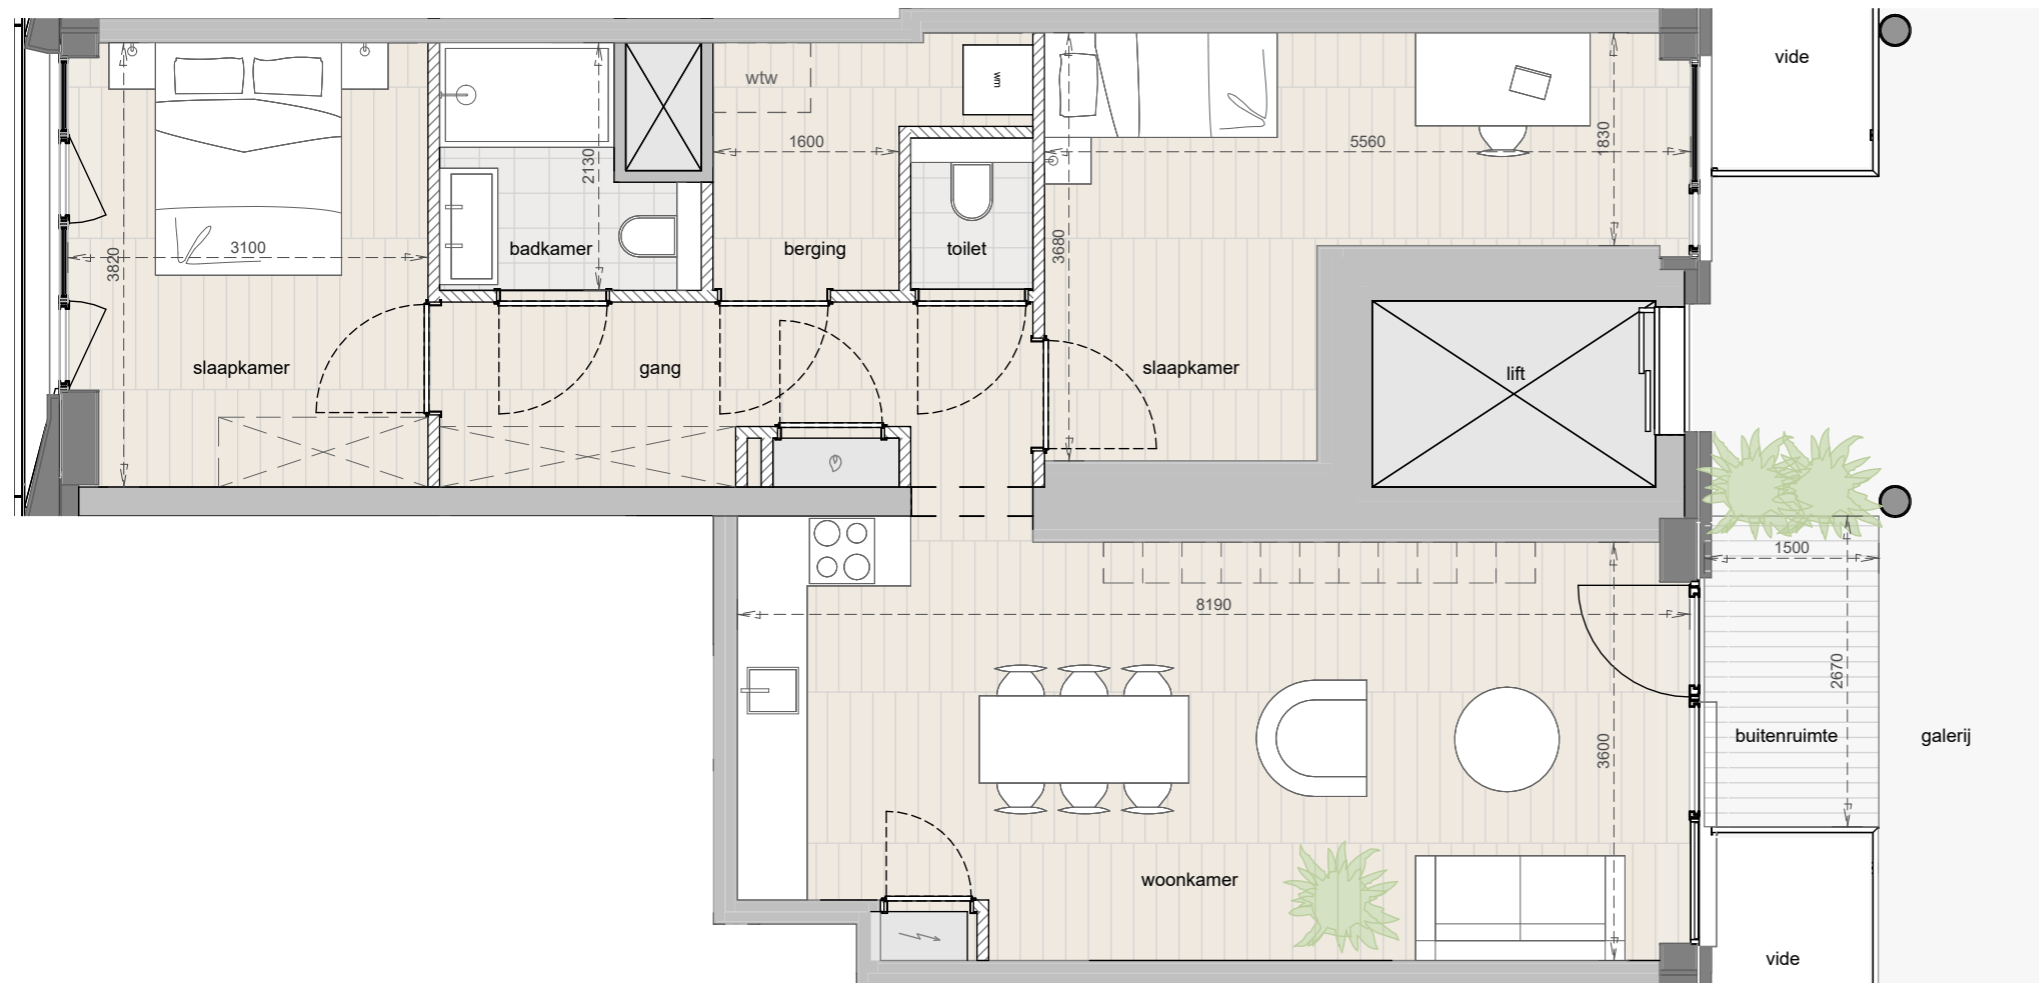 vide
wtw
wm
2130
1600
5560
1830
3820
3100
badkamer
berging
toilet
3680
slaapkamer
gang
slaapkamer
lift
1500
8190
2670
3600
buitenruimte
galerij
woonkamer
vide